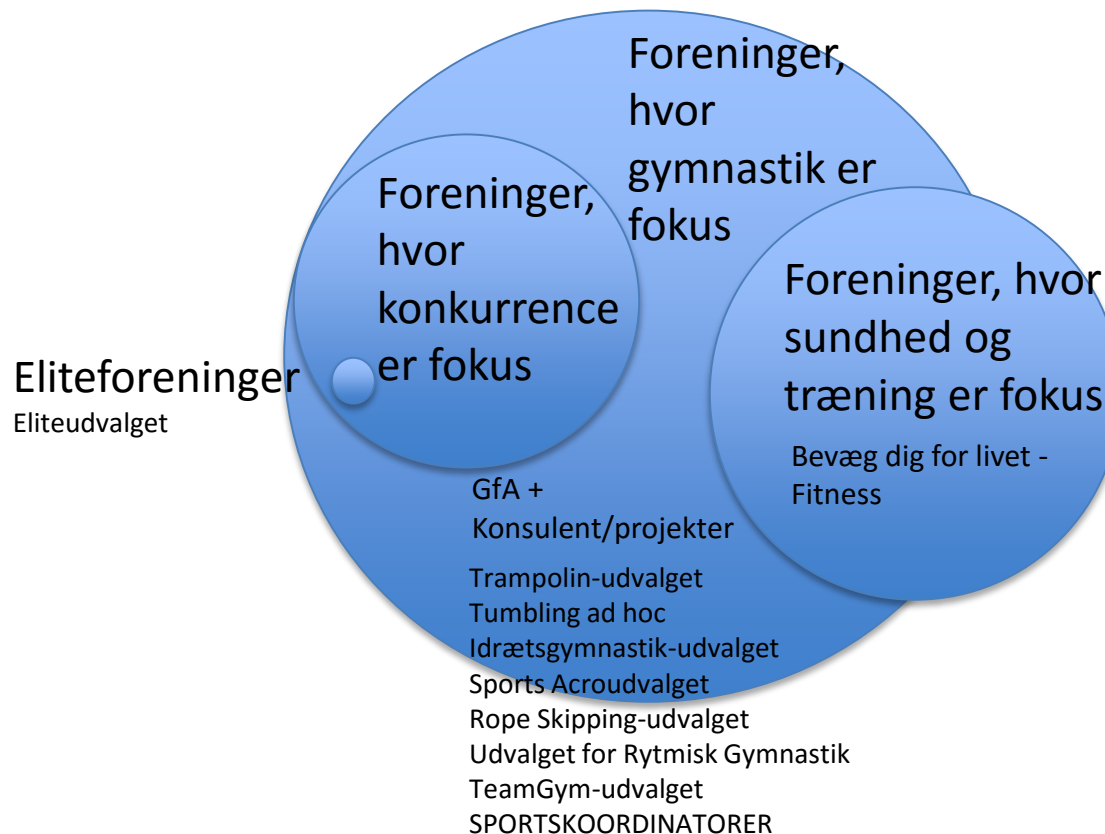 Foreninger,
hvor
gymnastik er
fokus
Foreninger,
hvor
konkurrence
er fokus
Foreninger, hvor
sundhed og
træning er fokus
Bevæg dig for livet -
Fitness
Eliteforeninger
Eliteudvalget
GfA +
Konsulent/projekter
Trampolin-udvalget
Tumbling ad hoc
Idrætsgymnastik-udvalget
Sports Acroudvalget
Rope Skipping-udvalget
Udvalget for Rytmisk Gymnastik
TeamGym-udvalget
SPORTSKOORDINATORER